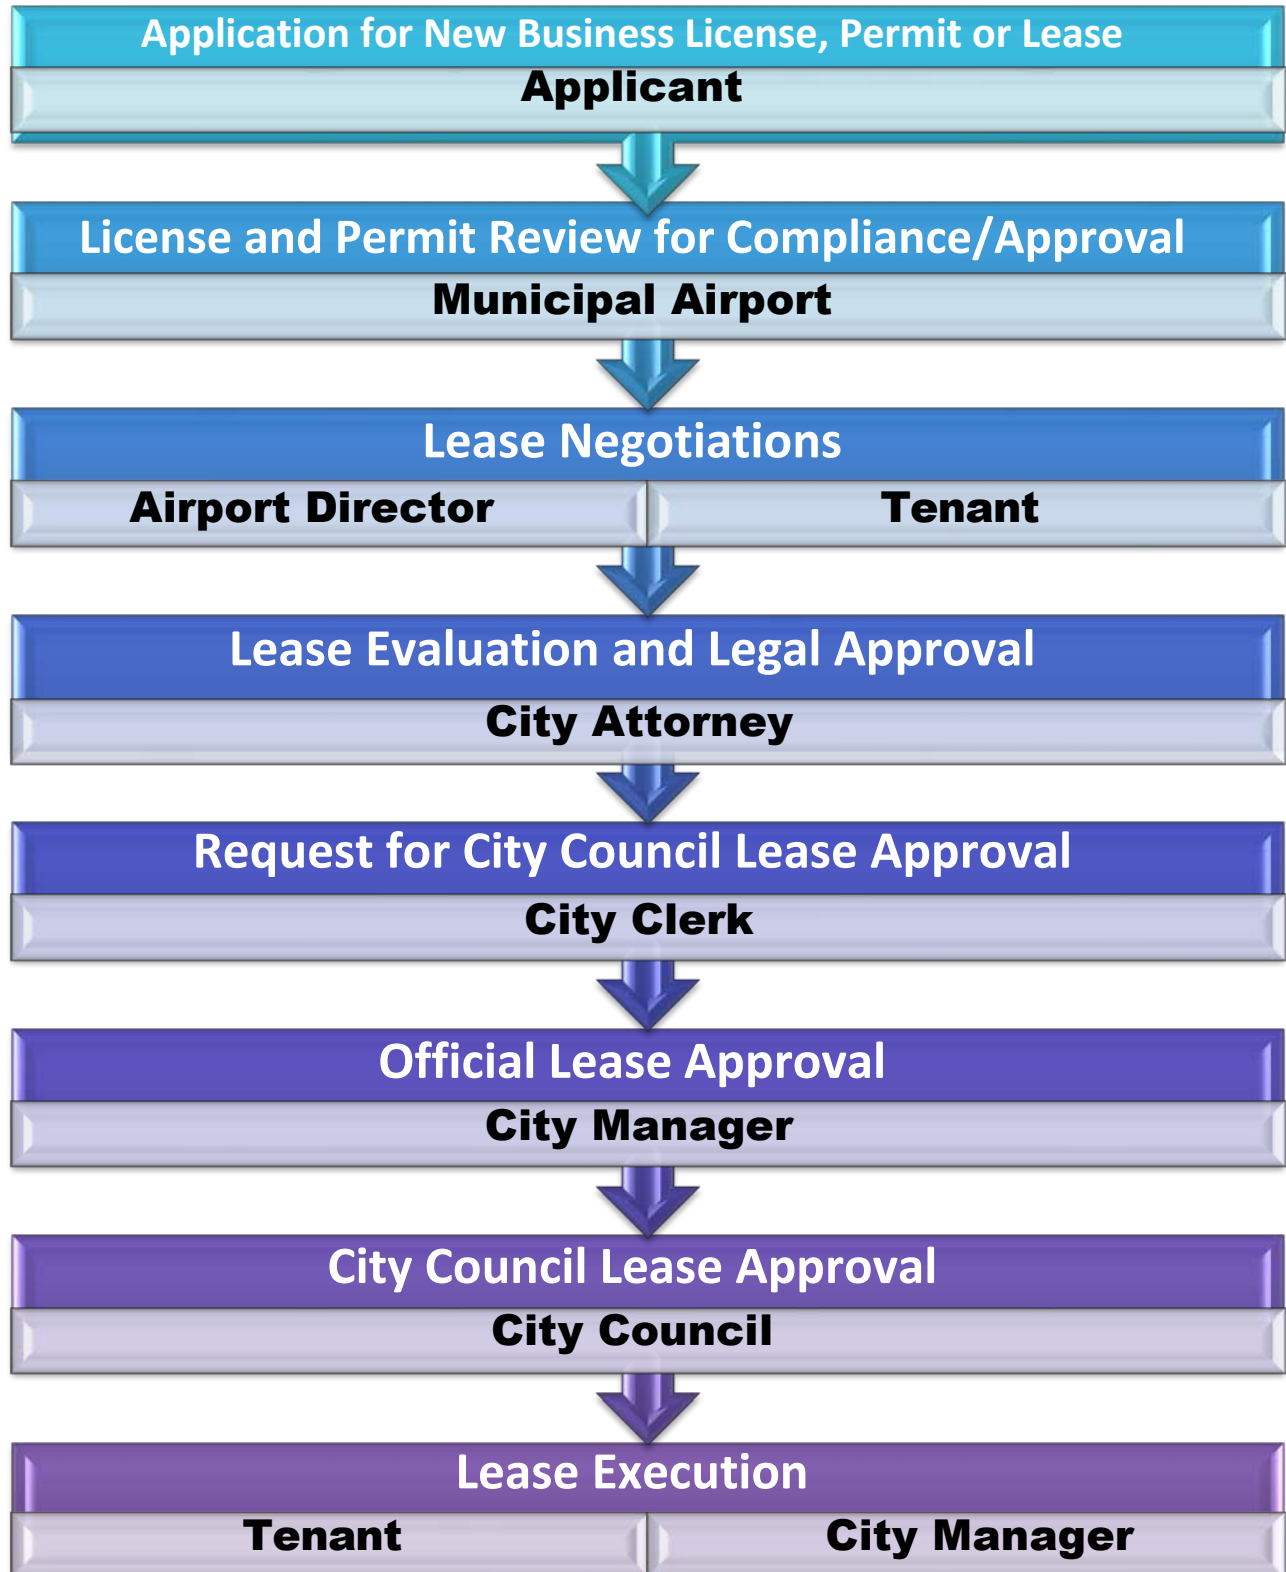 Application for New Business License, Permit or Lease
Applicant
License and Permit Review for Compliance/Approval
Municipal Airport
Lease Negotiations
Airport Director
Tenant
Lease Evaluation and Legal Approval
City Attorney
Request for City Council Lease Approval
City Clerk
Official Lease Approval
City Manager
City Council Lease Approval
City Council
Lease Execution
Tenant
City Manager